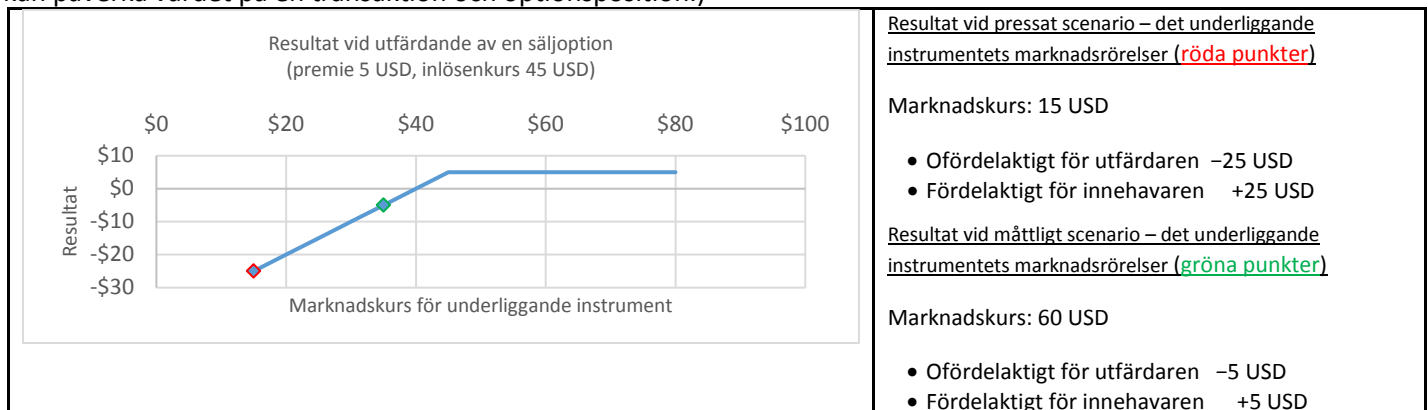 kan påverka värdet på en transaktion och optionsposition.)
Resultat vid utfärdande av en säljoption
(premie 5 USD, inlösenkurs 45 USD)
$0 $20 $40 $60 $80 $100
$10
$0
-$10
-$20
-$30
Resultat
Marknadskurs för underliggande instrument
Resultat vid pressat scenario – det underliggande
instrumentets marknadsrörelser (röda punkter)
Marknadskurs: 15 USD
• Ofördelaktigt för utfärdaren −25 USD
• Fördelaktigt för innehavaren +25 USD
Resultat vid måttligt scenario – det underliggande
instrumentets marknadsrörelser (gröna punkter)
Marknadskurs: 60 USD
• Ofördelaktigt för utfärdaren −5 USD
• Fördelaktigt för innehavaren +5 USD